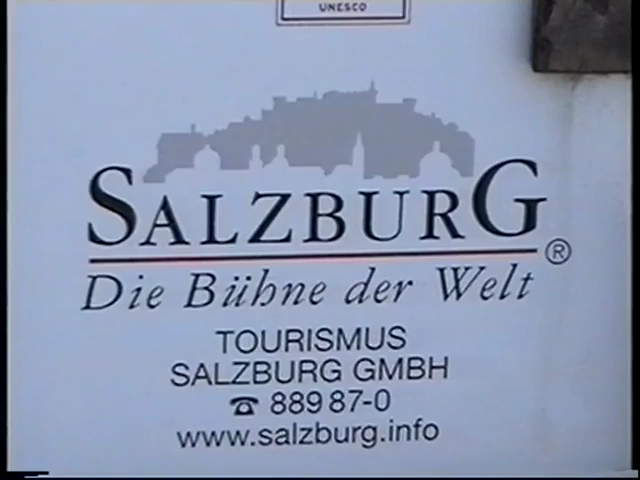 UNESCO
SALZBURG®
Die Bühne der Welt
TOURISMUS
SALZBURG GMBH
☎ 889 87-0
www.salzburg.info